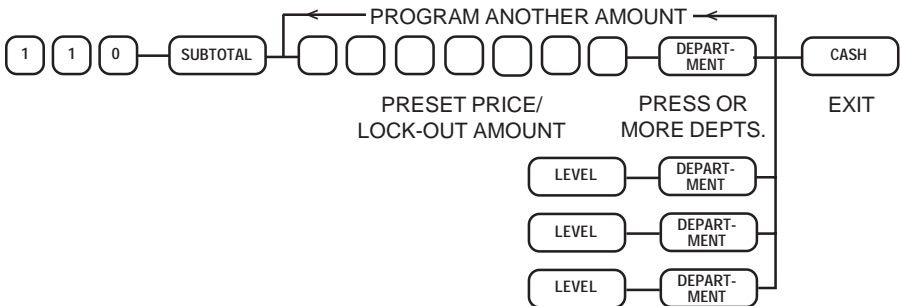 PROGRAM ANOTHER AMOUNT
1 1 0 SUBTOTAL DEPART-
MENT CASH
PRESET PRICE/
LOCK-OUT AMOUNT
PRESS OR
MORE DEPTS.
EXIT
LEVEL DEPART-
MENT
LEVEL DEPART-
MENT
LEVEL DEPART-
MENT